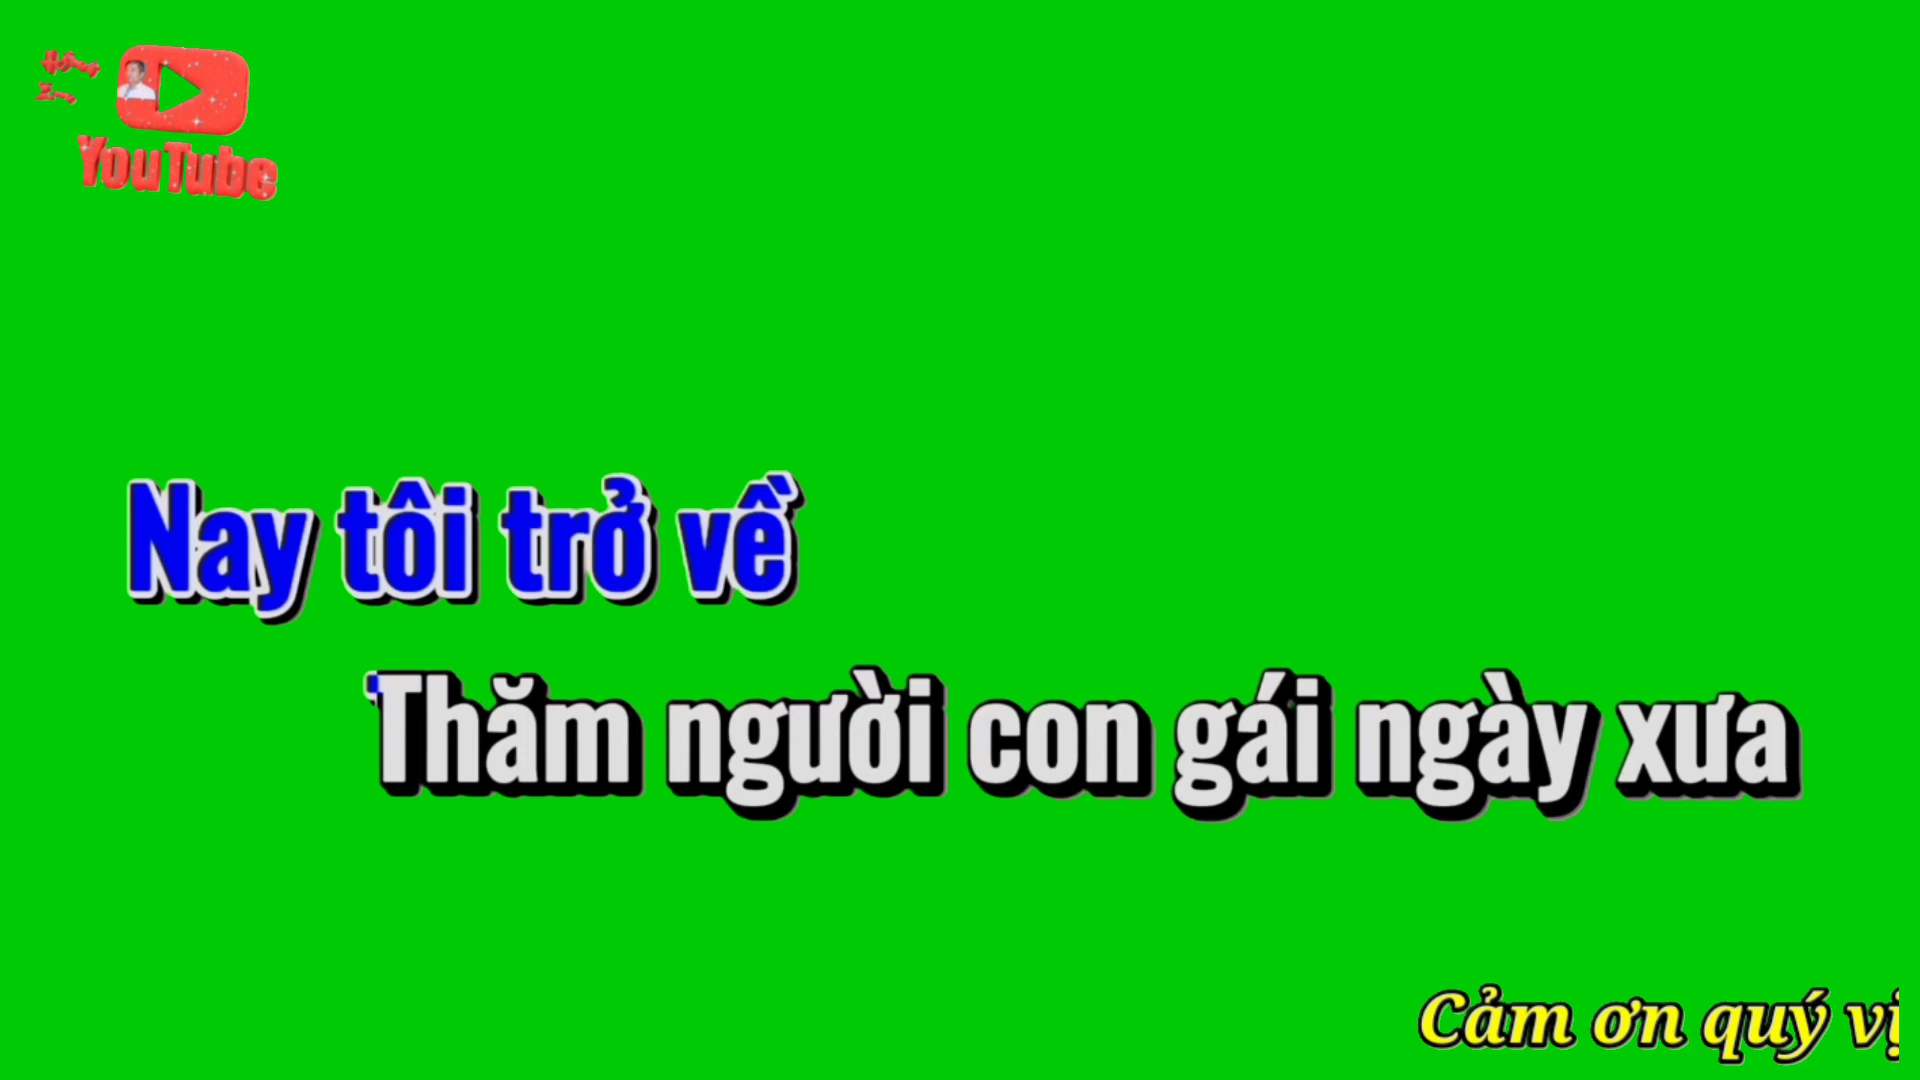 YouTube
Nay tôi trở về
Thăm người con gái ngày xưa
Cảm ơn quý vị